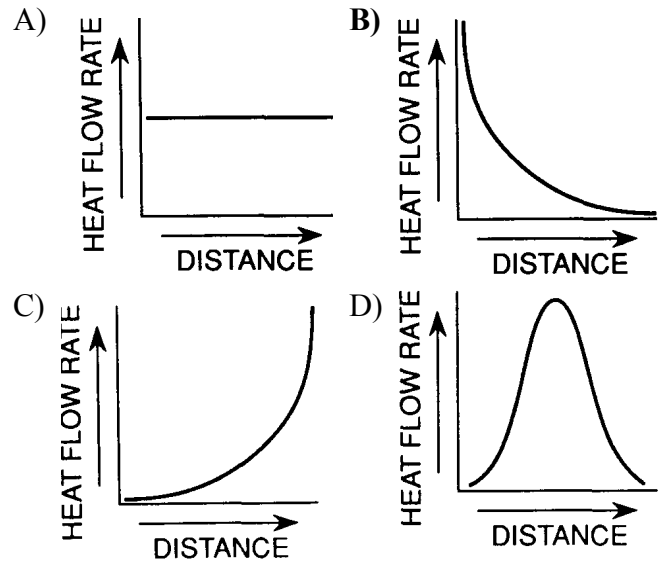 A)
HEAT FLOW RATE
DISTANCE
B)
HEAT FLOW RATE
DISTANCE
C)
HEAT FLOW RATE
DISTANCE
D)
HEAT FLOW RATE
DISTANCE